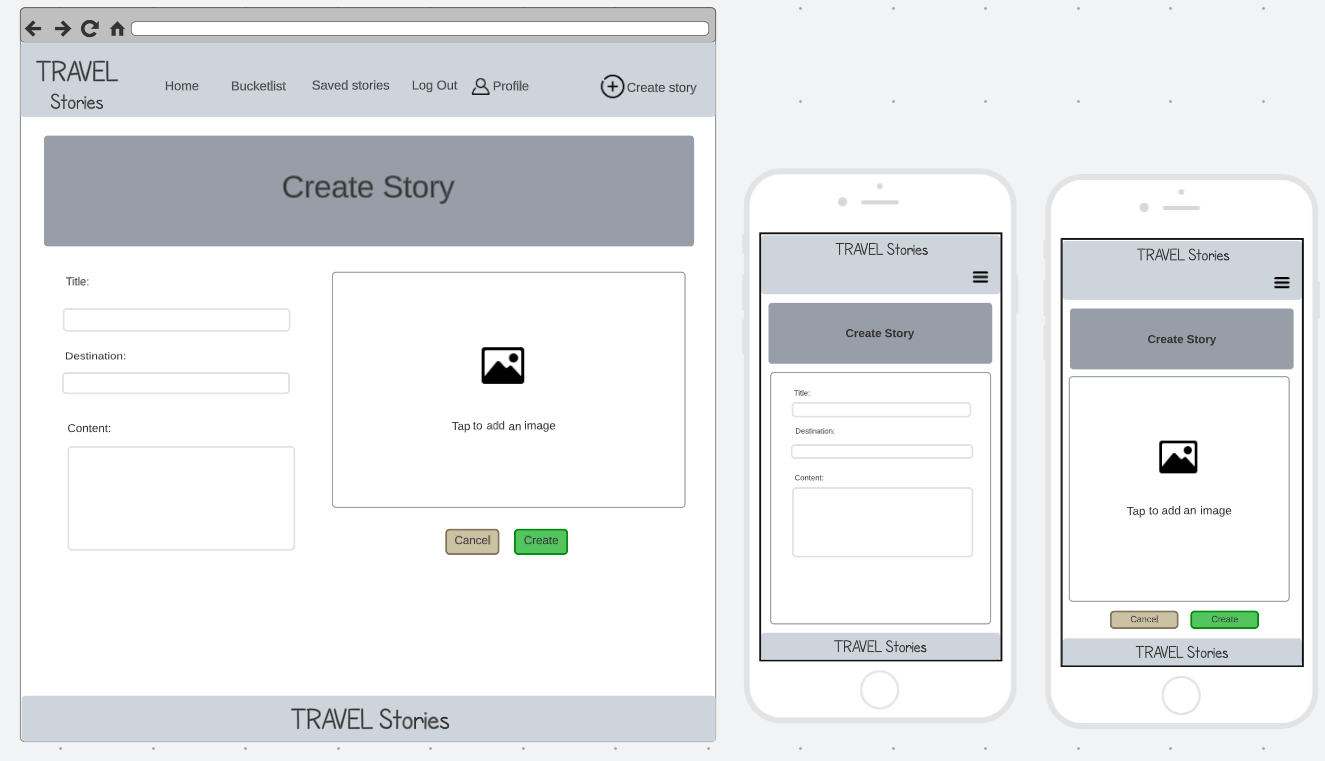 TRAVEL
Stories
Home Bucketlist Saved stories Log Out Profile Create story
Create Story
Title:
Destination:
Content:
Tap to add an image
Cancel Create
TRAVEL Stories
TRAVEL Stories
Create Story
Title:
Destination:
Content:
TRAVEL Stories
TRAVEL Stories
Create Story
Tap to add an image
Cancel Create
TRAVEL Stories